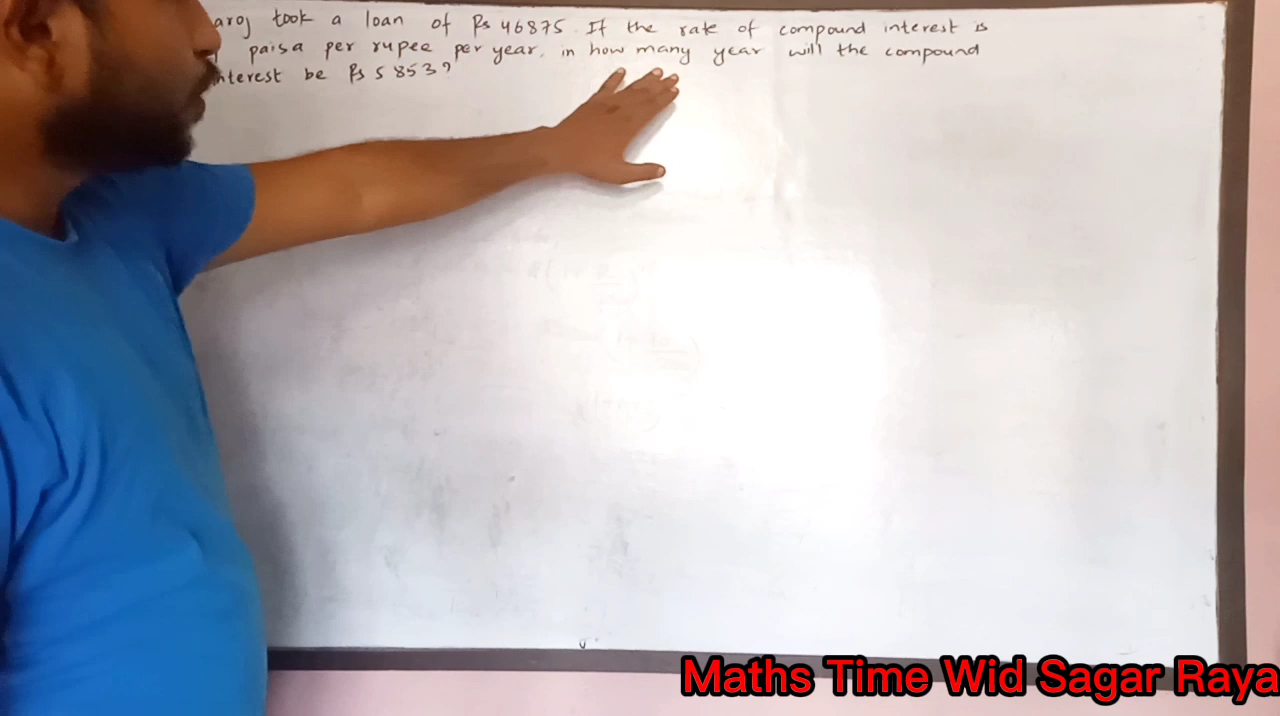 aroj took a loan of Rs 46875. If the rate of compound interest is
paisa per rupee per year, in how many year will the compound
nterest be Rs 5853?
Maths Time Wid Sagar Raya